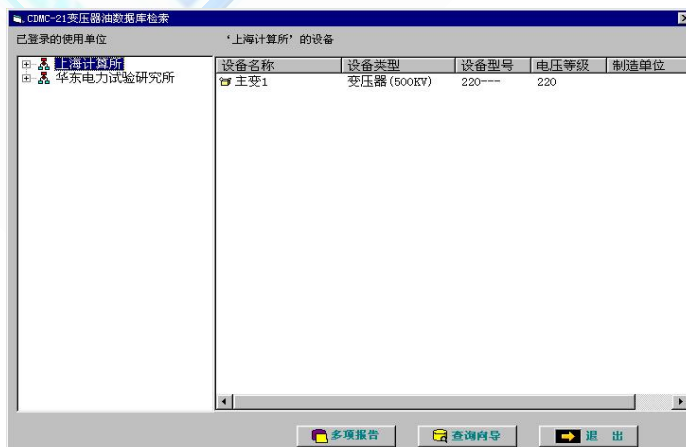 CDMC-21变压器油数据库检索
已登录的使用单位
‘上海计算所’的设备
上海计算所
华东电力试验研究所
设备名称 设备类型 设备型号 电压等级 制造单位
主变1 变压器(500KV) 220--- 220
多项报告 查询向导 退 出